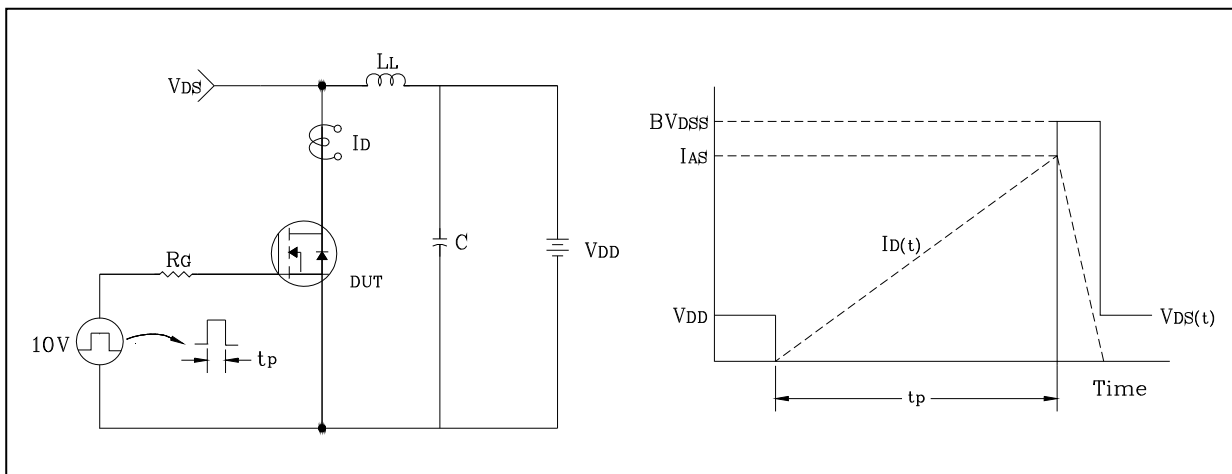 LL
VDS
ID
RG
C
VDD
DUT
10V
tp
BVDSS
IAS
ID(t)
VDD
VDS(t)
tp
Time